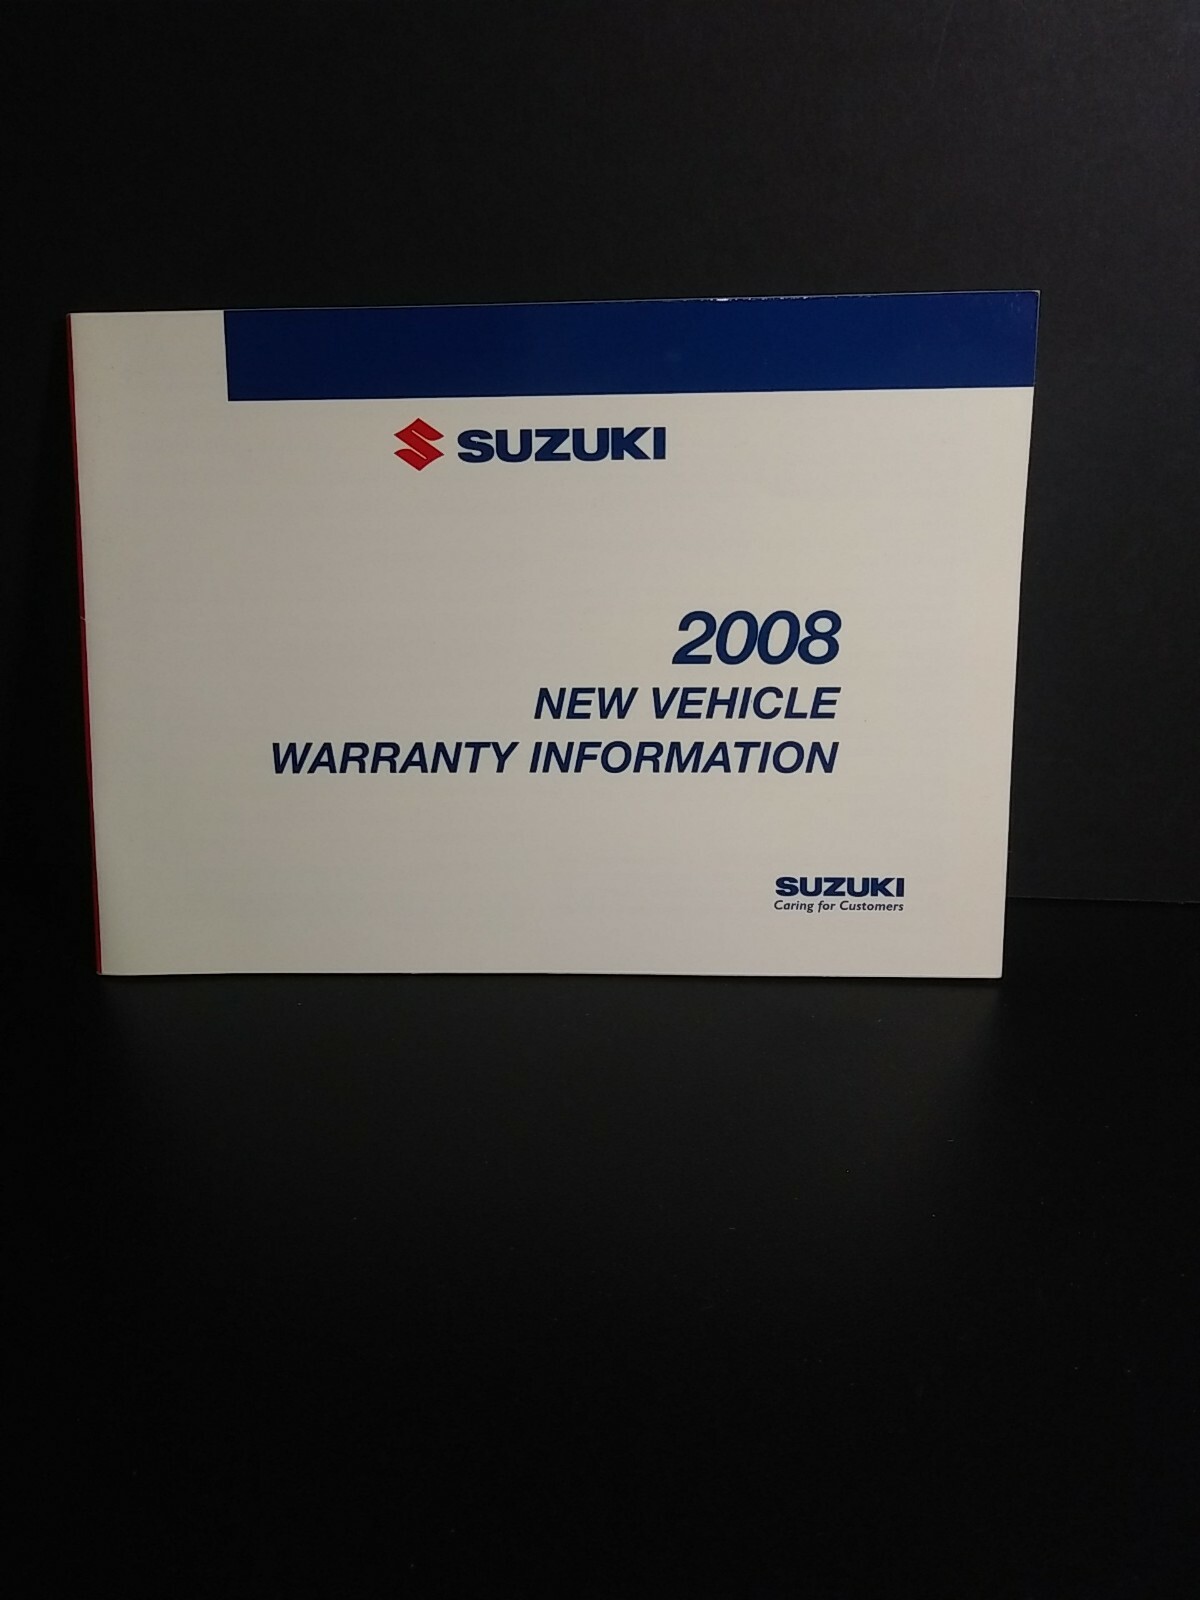 SUZUKI
2008
NEW VEHICLE
WARRANTY INFORMATION
SUZUKI
Caring for Customers